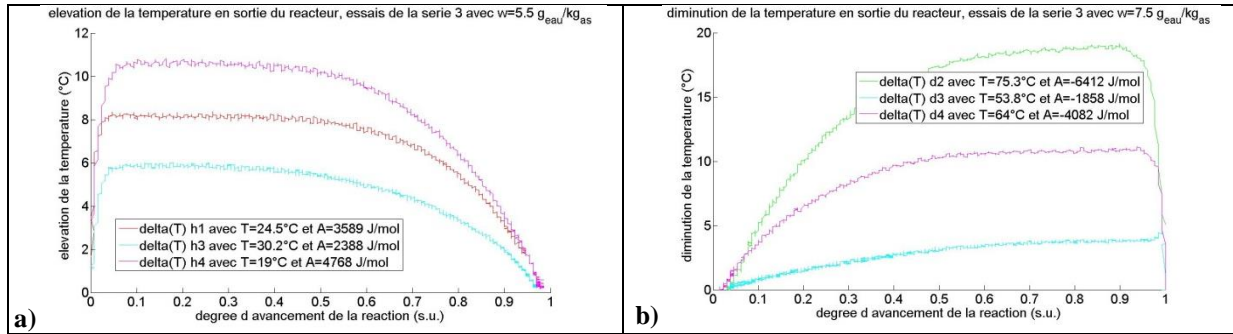 elevation de la temperature en sortie du reacteur, essais de la serie 3 avec w=5.5 g_eau/kg_as
elevation de la temperature (°C)
12
10
8
6
4
2
0
0 0.1 0.2 0.3 0.4 0.5 0.6 0.7 0.8 0.9 1
degree d avancement de la reaction (s.u.)
delta(T) h1 avec T=24.5°C et A=3589 J/mol
delta(T) h3 avec T=30.2°C et A=2388 J/mol
delta(T) h4 avec T=19°C et A=4768 J/mol
a)
diminution de la temperature en sortie du reacteur, essais de la serie 3 avec w=7.5 g_eau/kg_as
diminution de la temperature (°C)
20
15
10
5
0
0 0.1 0.2 0.3 0.4 0.5 0.6 0.7 0.8 0.9 1
degree d avancement de la reaction (s.u.)
delta(T) d2 avec T=75.3°C et A=-6412 J/mol
delta(T) d3 avec T=53.8°C et A=-1858 J/mol
delta(T) d4 avec T=64°C et A=-4082 J/mol
b)